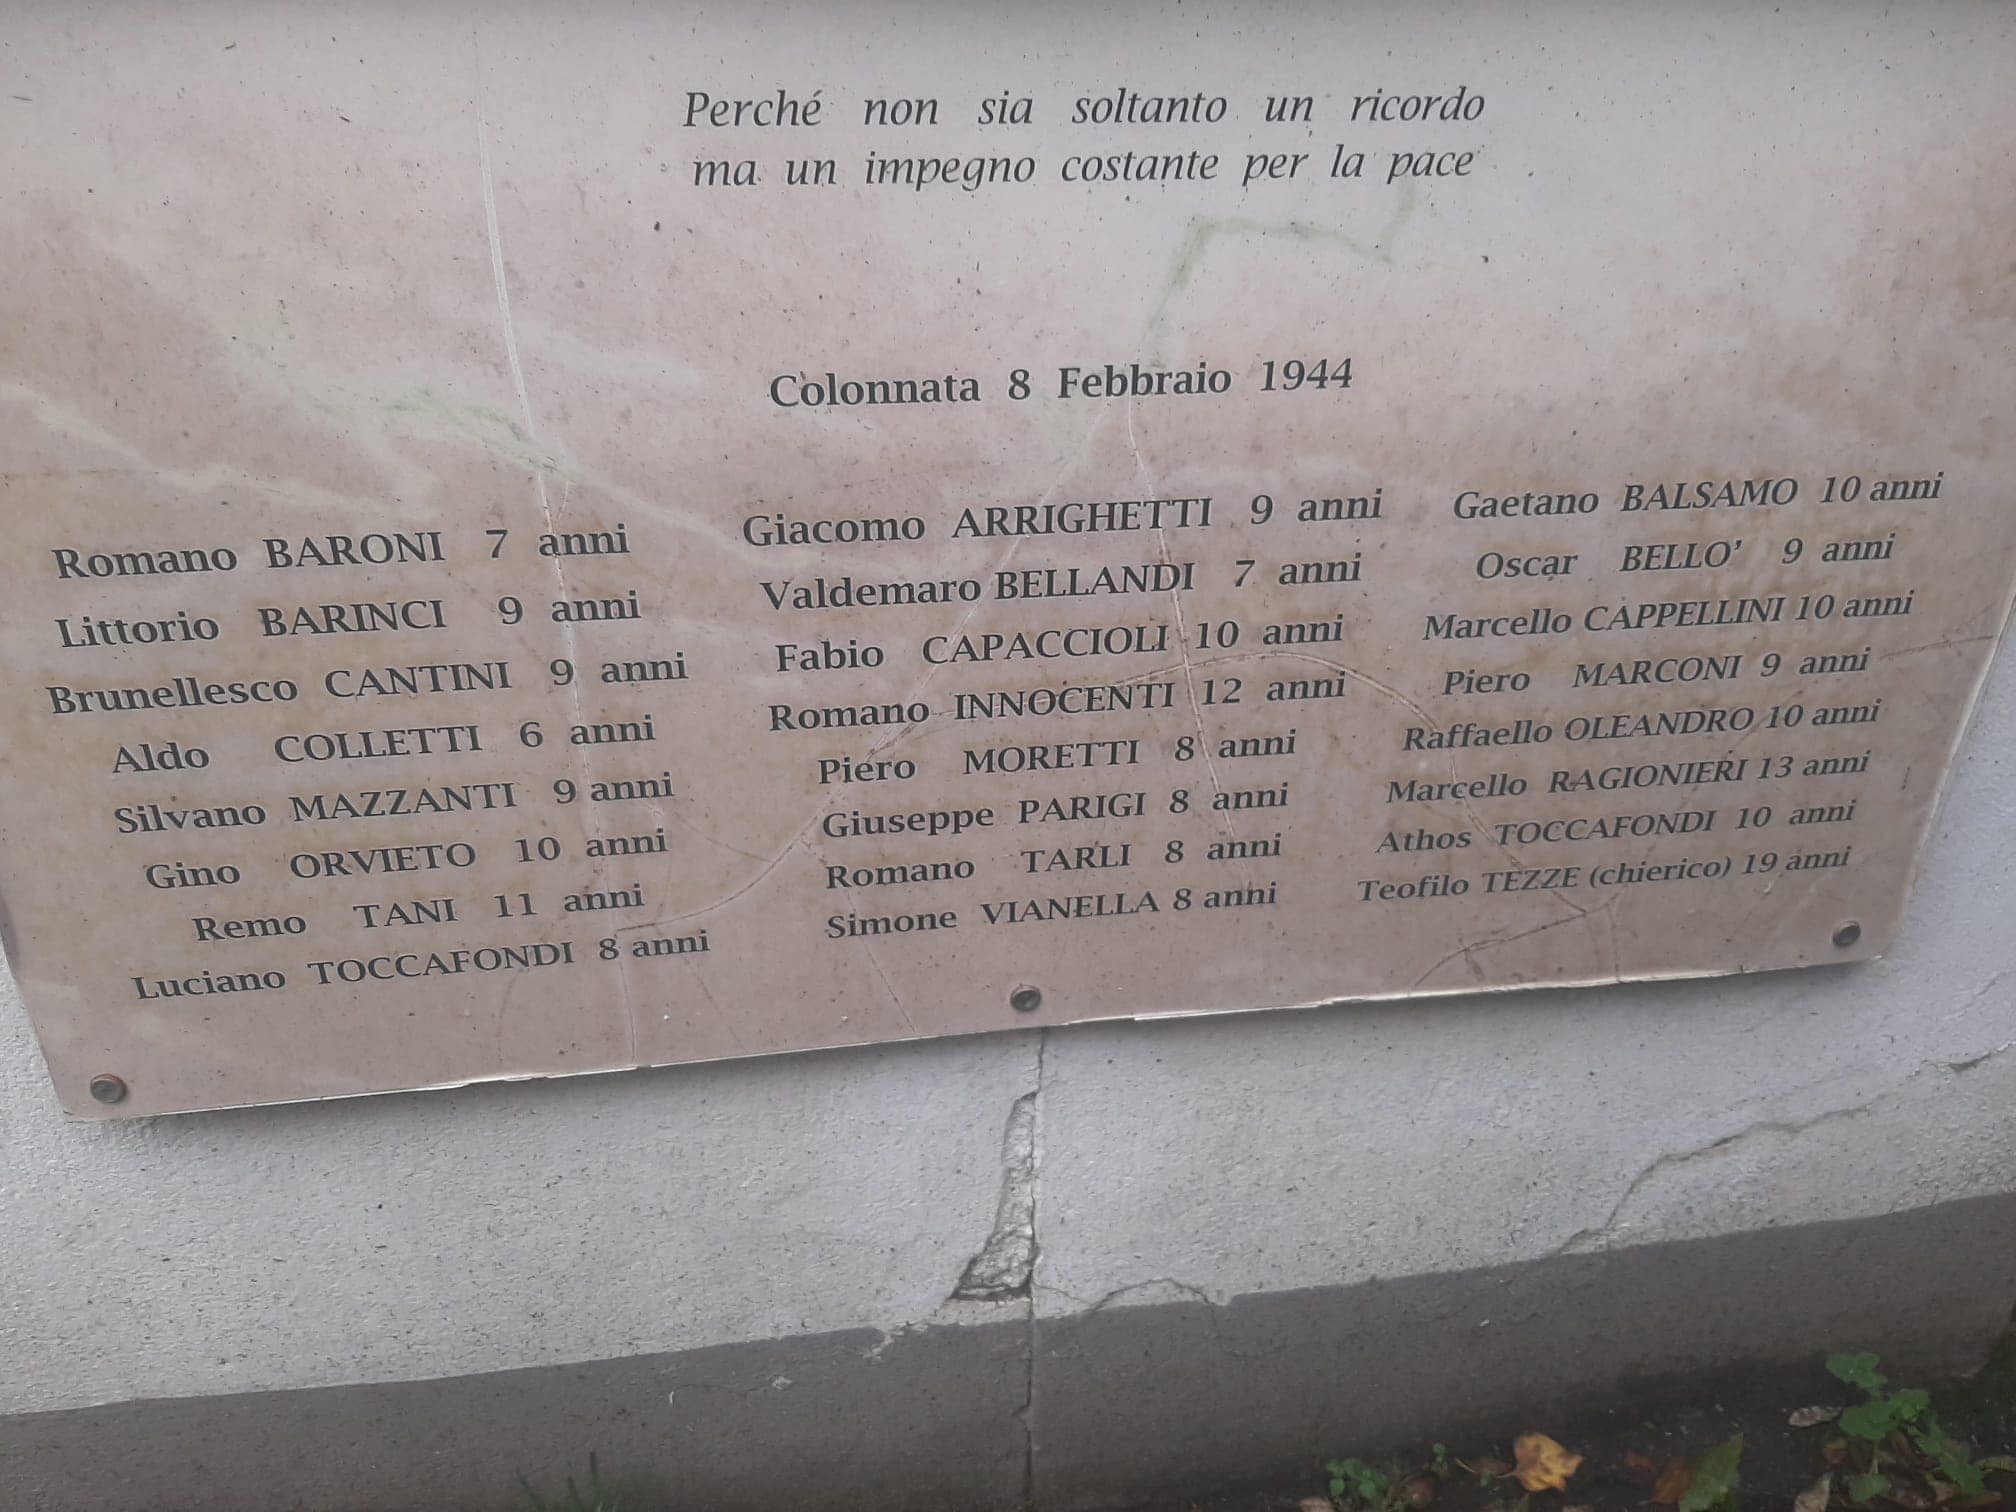 Perché non sia soltanto un ricordo
ma un impegno costante per la pace
Colonnata 8 Febbraio 1944
Romano BARONI 7 anni
Littorio BARINCI 9 anni
Brunellesco CANTINI 9 anni
Aldo COLLETTI 6 anni
Silvano MAZZANTI 9 anni
Gino ORVIETO 10 anni
Remo TANI 11 anni
Luciano TOCCAFONDI 8 anni
Giacomo ARRIGHETTI 9 anni
Valdemaro BELLANDI 7 anni
Fabio CAPACCIOLI 10 anni
Romano INNOCENTI 12 anni
Piero MORETTI 8 anni
Giuseppe PARIGI 8 anni
Romano TARLI 8 anni
Simone VIANELLA 8 anni
Gaetano BALSAMO 10 anni
Oscar BELLO' 9 anni
Marcello CAPPELLINI 10 anni
Piero MARCONI 9 anni
Raffaello OLEANDRO 10 anni
Marcello RAGIONIERI 13 anni
Athos TOCCAFONDI 10 anni
Teofilo TEZZE (chierico) 19 anni